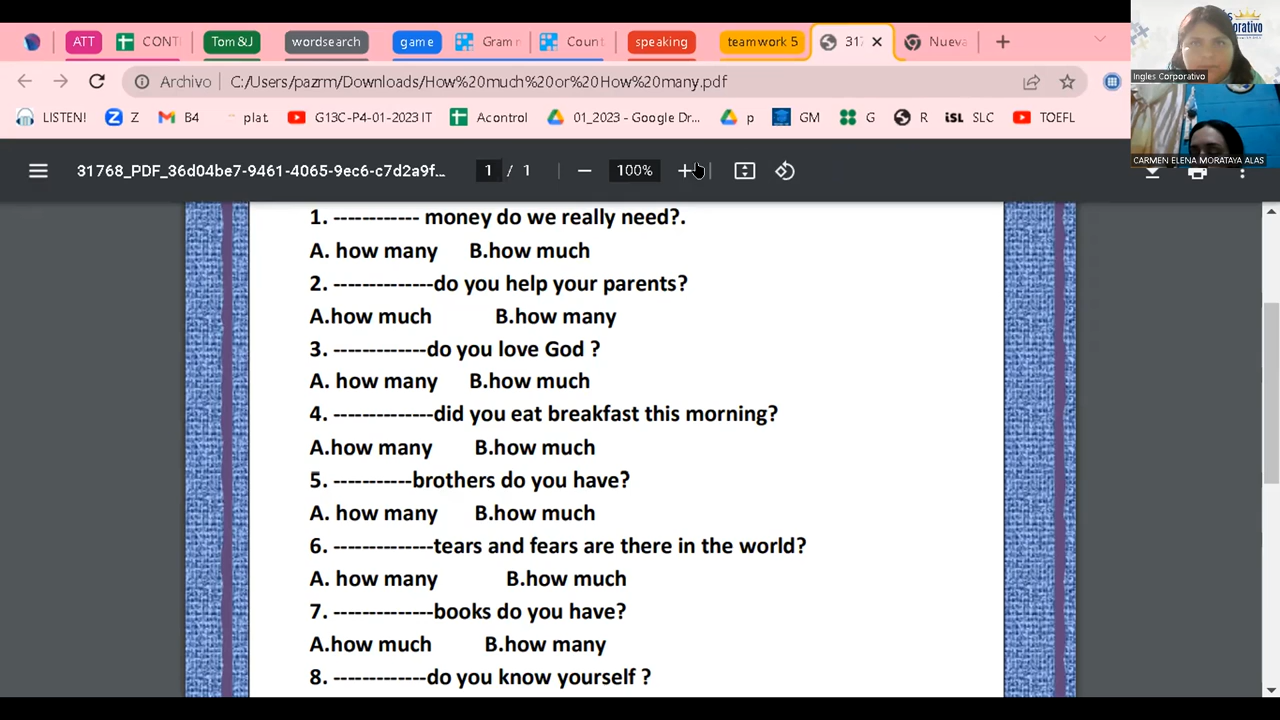 ATT
CONT
Tom&J
wordsearch
game
Gram
Count
speaking
teamwork 5
317
Nueva
Archivo
C:/Users/pazrm/Downloads/How%20much%20or%20How%20many.pdf
LISTEN!
Z
B4
plat.
G13C-P4-01-2023 IT
Acontrol
01_2023 - Google Dr...
p
GM
G
R
SLC
TOEFL
Ingles Corporativo
CARMEN ELENA MORATAYA ALAS
31768_PDF_36d04be7-9461-4065-9ec6-c7d2a9f...
1 / 1
100%
1. ------------ money do we really need?.
A. how many B.how much
2. --------------do you help your parents?
A.how much B.how many
3. -------------do you love God ?
A. how many B.how much
4. --------------did you eat breakfast this morning?
A.how many B.how much
5. -----------brothers do you have?
A. how many B.how much
6. --------------tears and fears are there in the world?
A. how many B.how much
7. --------------books do you have?
A.how much B.how many
8. -------------do you know yourself ?